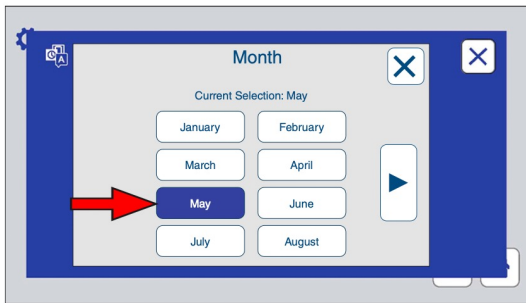 Month
Current Selection: May
January February
March April
May June
July August